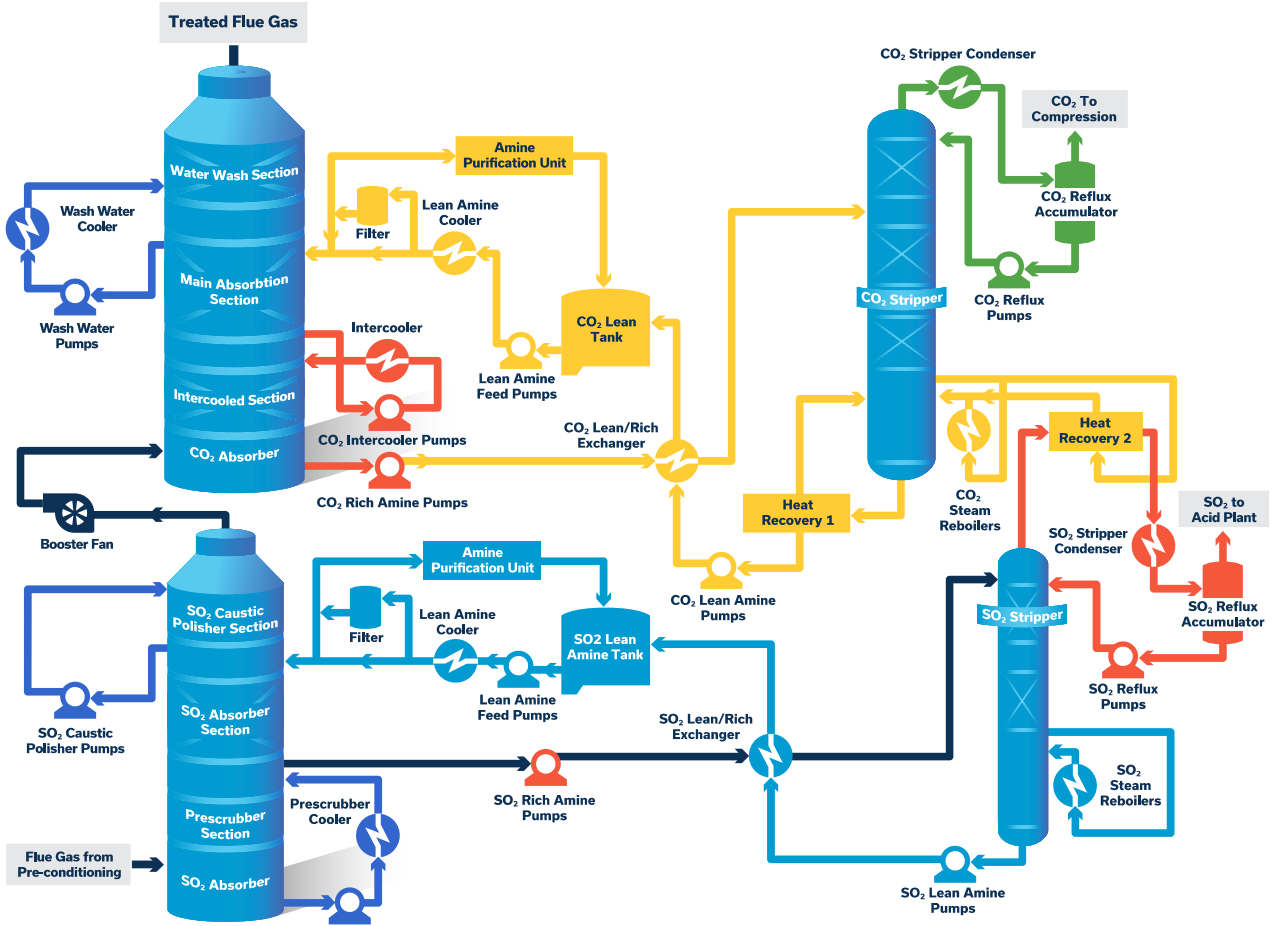 Treated Flue Gas
Water Wash Section
Main Absorbtion
Section
Intercooled Section
CO₂ Absorber
Wash Water
Cooler
Wash Water
Pumps
Amine
Purification Unit
Filter
Lean Amine
Cooler
CO₂ Lean
Tank
Lean Amine
Feed Pumps
Intercooler
CO₂ Intercooler Pumps
CO₂ Rich Amine Pumps
CO₂ Lean/Rich
Exchanger
CO₂ Stripper Condenser
CO₂ To
Compression
CO₂ Reflux
Accumulator
CO₂ Reflux
Pumps
CO₂ Stripper
Heat
Recovery 1
CO₂ Lean Amine
Pumps
CO₂
Steam
Reboilers
Heat
Recovery 2
SO₂ to
Acid Plant
SO₂ Stripper
Condenser
SO₂ Reflux
Accumulator
SO₂ Reflux
Pumps
SO₂ Stripper
SO₂
Steam
Reboilers
SO₂ Lean Amine
Pumps
Booster Fan
SO₂ Caustic
Polisher Section
SO₂ Absorber
Section
Prescrubber
Section
SO₂ Absorber
SO₂ Caustic
Polisher Pumps
Flue Gas from
Pre-conditioning
Prescrubber
Cooler
Amine
Purification Unit
Filter
Lean Amine
Cooler
SO2 Lean
Amine Tank
Lean Amine
Feed Pumps
SO₂ Lean/Rich
Exchanger
SO₂ Rich Amine
Pumps